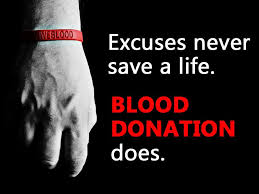 Excuses never
save a life.
BLOOD
DONATION
does.